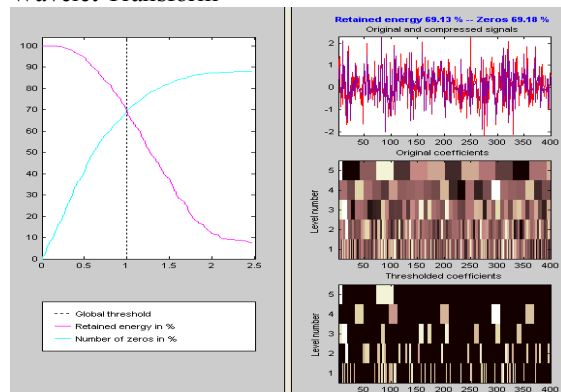 Wavelet Transform
Retained energy 69.13 % -- Zeros 69.18 %
Original and compressed signals
100
90
80
70
60
50
40
30
20
10
0
0 0.5 1.0 1.5 2.0 2.5
Global threshold
Retained energy in %
Number of zeros in %
2
1
0
-1
-2
50 100 150 200 250 300 350 400
Original coefficients
Level number
5
4
3
2
1
50 100 150 200 250 300 350 400
Thresholded coefficients
Level number
5
4
3
2
1
50 100 150 200 250 300 350 400